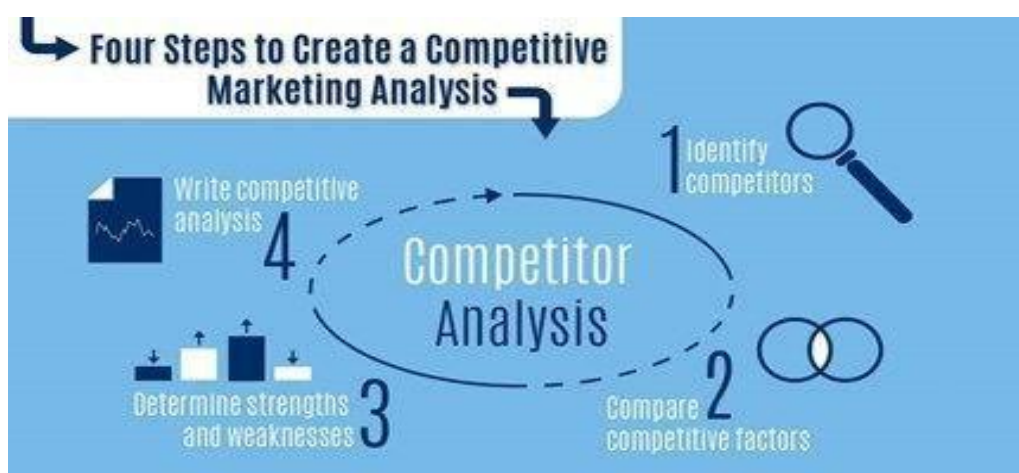 Four Steps to Create a Competitive
Marketing Analysis
1 Identify
competitors
2 Compare
competitive factors
3 Determine strengths
and weaknesses
4 Write competitive
analysis
Competitor
Analysis